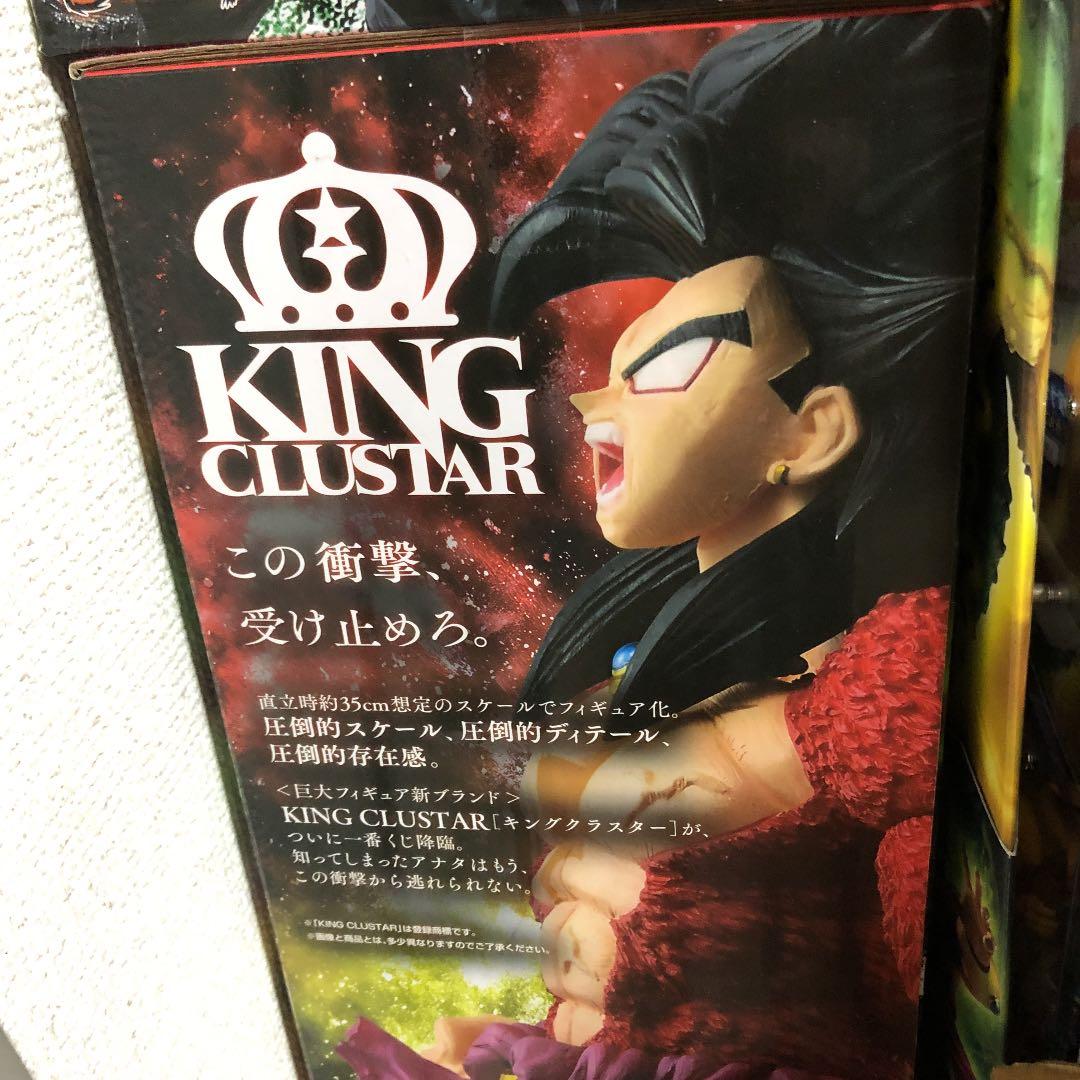 KING
CLUSTAR
この衝撃、
受け止めろ。
直立時約35cm想定のスケールでフィギュア化。
圧倒的スケール、圧倒的ディテール、
圧倒的存在感。
＜巨大フィギュア新ブランド＞
KING CLUSTAR[キングクラスター]が、
ついに一番くじ降臨。
知ってしまったアナタはもう、
この衝撃から逃れられない。
※「KING CLUSTAR」は登録商標です。
※画像と商品とは、多少異なりますのでご了承ください。